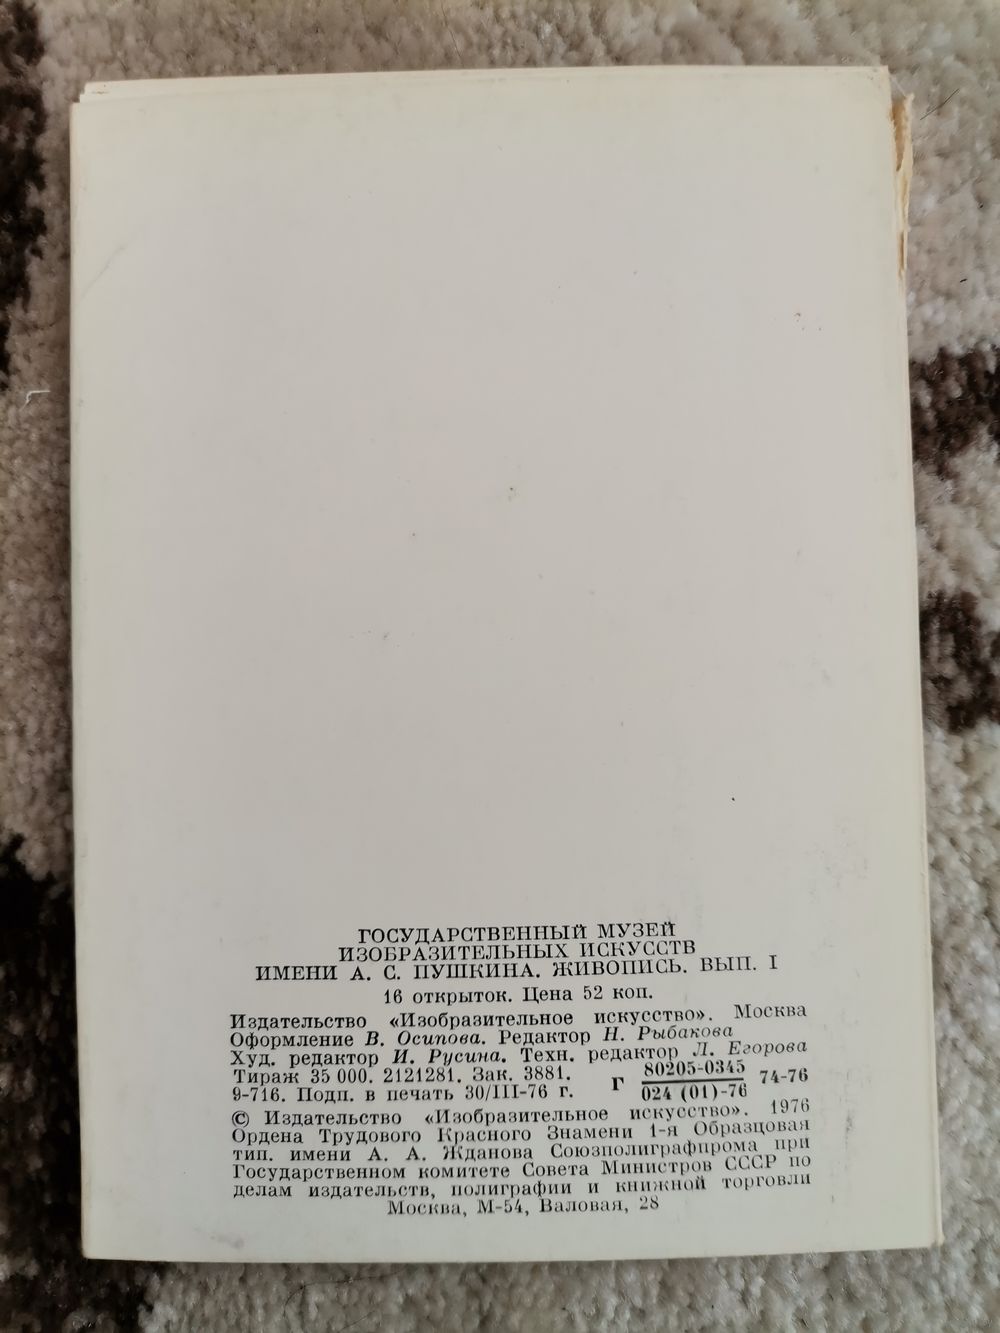 ГОСУДАРСТВЕННЫЙ МУЗЕЙ
ИЗОБРАЗИТЕЛЬНЫХ ИСКУССТВ
ИМЕНИ А. С. ПУШКИНА. ЖИВОПИСЬ. ВЫП. I
16 открыток. Цена 52 коп.
Издательство «Изобразительное искусство». Москва
Оформление В. Осипова. Редактор Н. Рыбакова
Худ. редактор И. Русина. Техн. редактор Л. Егорова
Тираж 35 000. 2121281. Зак. 3881.
9-716. Подп. в печать 30/III-76 г.
Г 80205-0345 74-76
024 (01)-76
© Издательство «Изобразительное искусство». 1976
Ордена Трудового Красного Знамени 1-я Образцовая
тип. имени А. А. Жданова Союзполиграфпрома при
Государственном комитете Совета Министров СССР по
делам издательств, полиграфии и книжной торговли
Москва, М-54, Валовая, 28